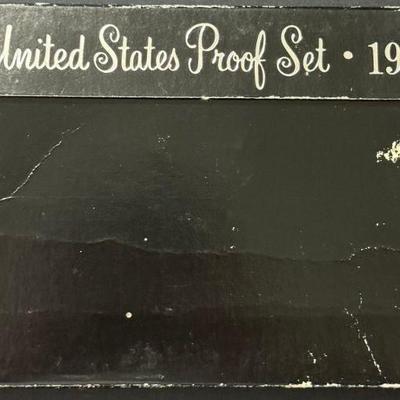 United States Proof Set · 19